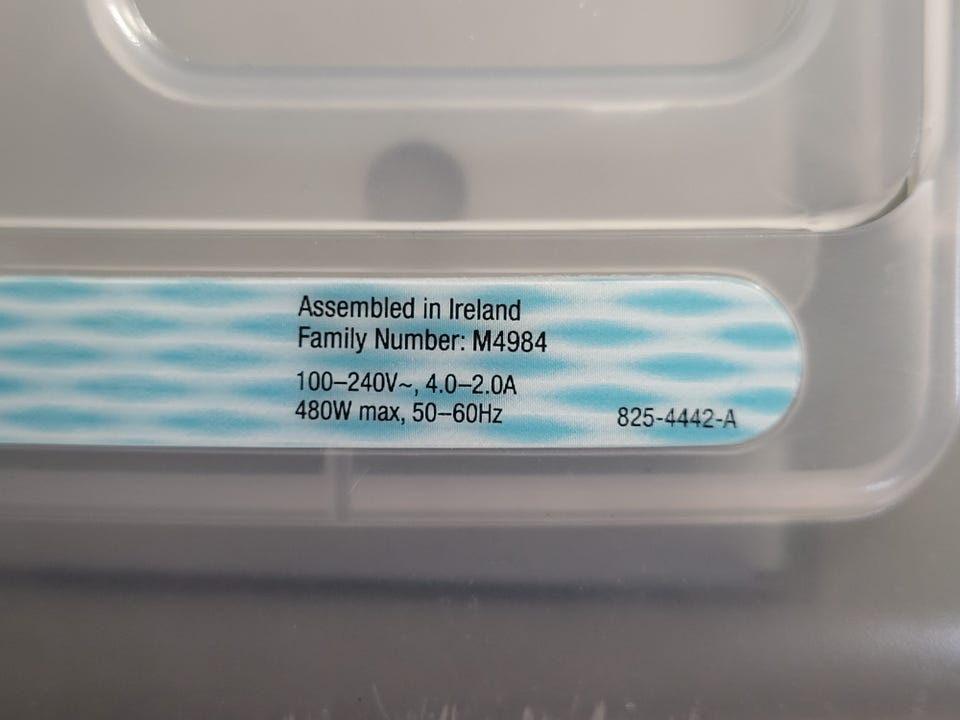 Assembled in Ireland
Family Number: M4984
100–240V~, 4.0–2.0A
480W max, 50–60Hz
825-4442-A